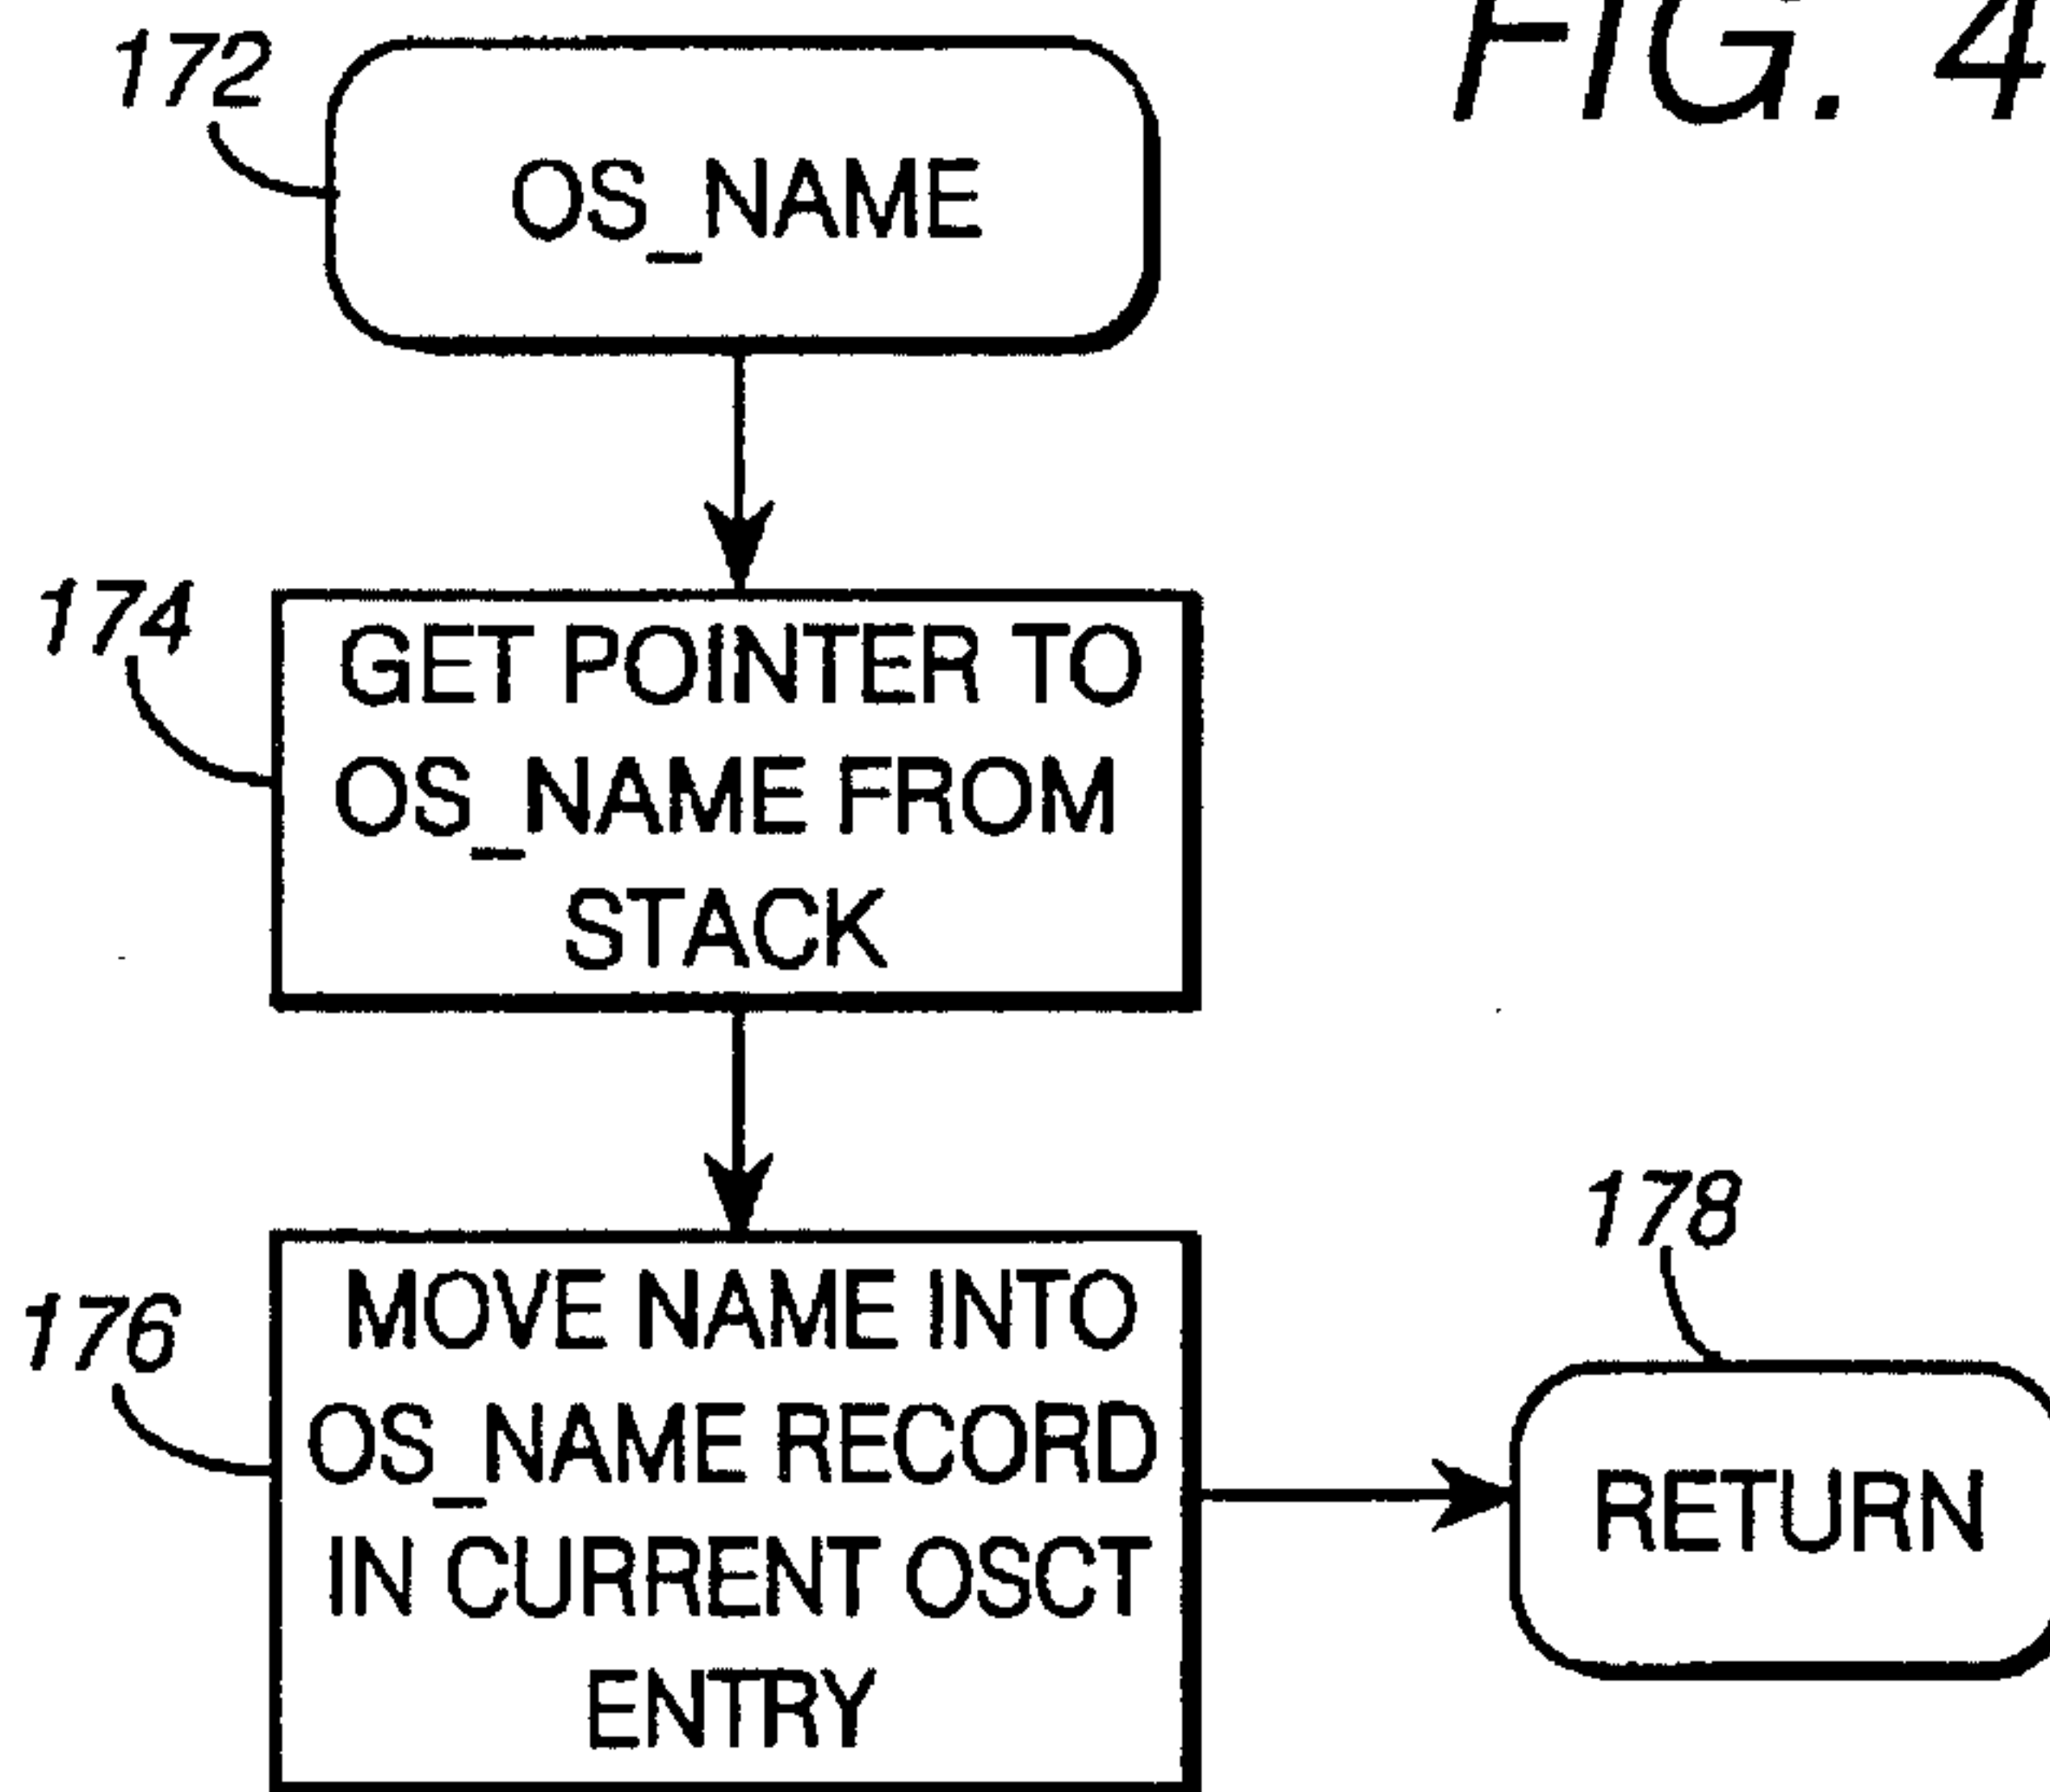 FIG. 4
172
OS_NAME
174
GET POINTER TO
OS_NAME FROM
STACK
176
MOVE NAME INTO
OS_NAME RECORD
IN CURRENT OSCT
ENTRY
178
RETURN